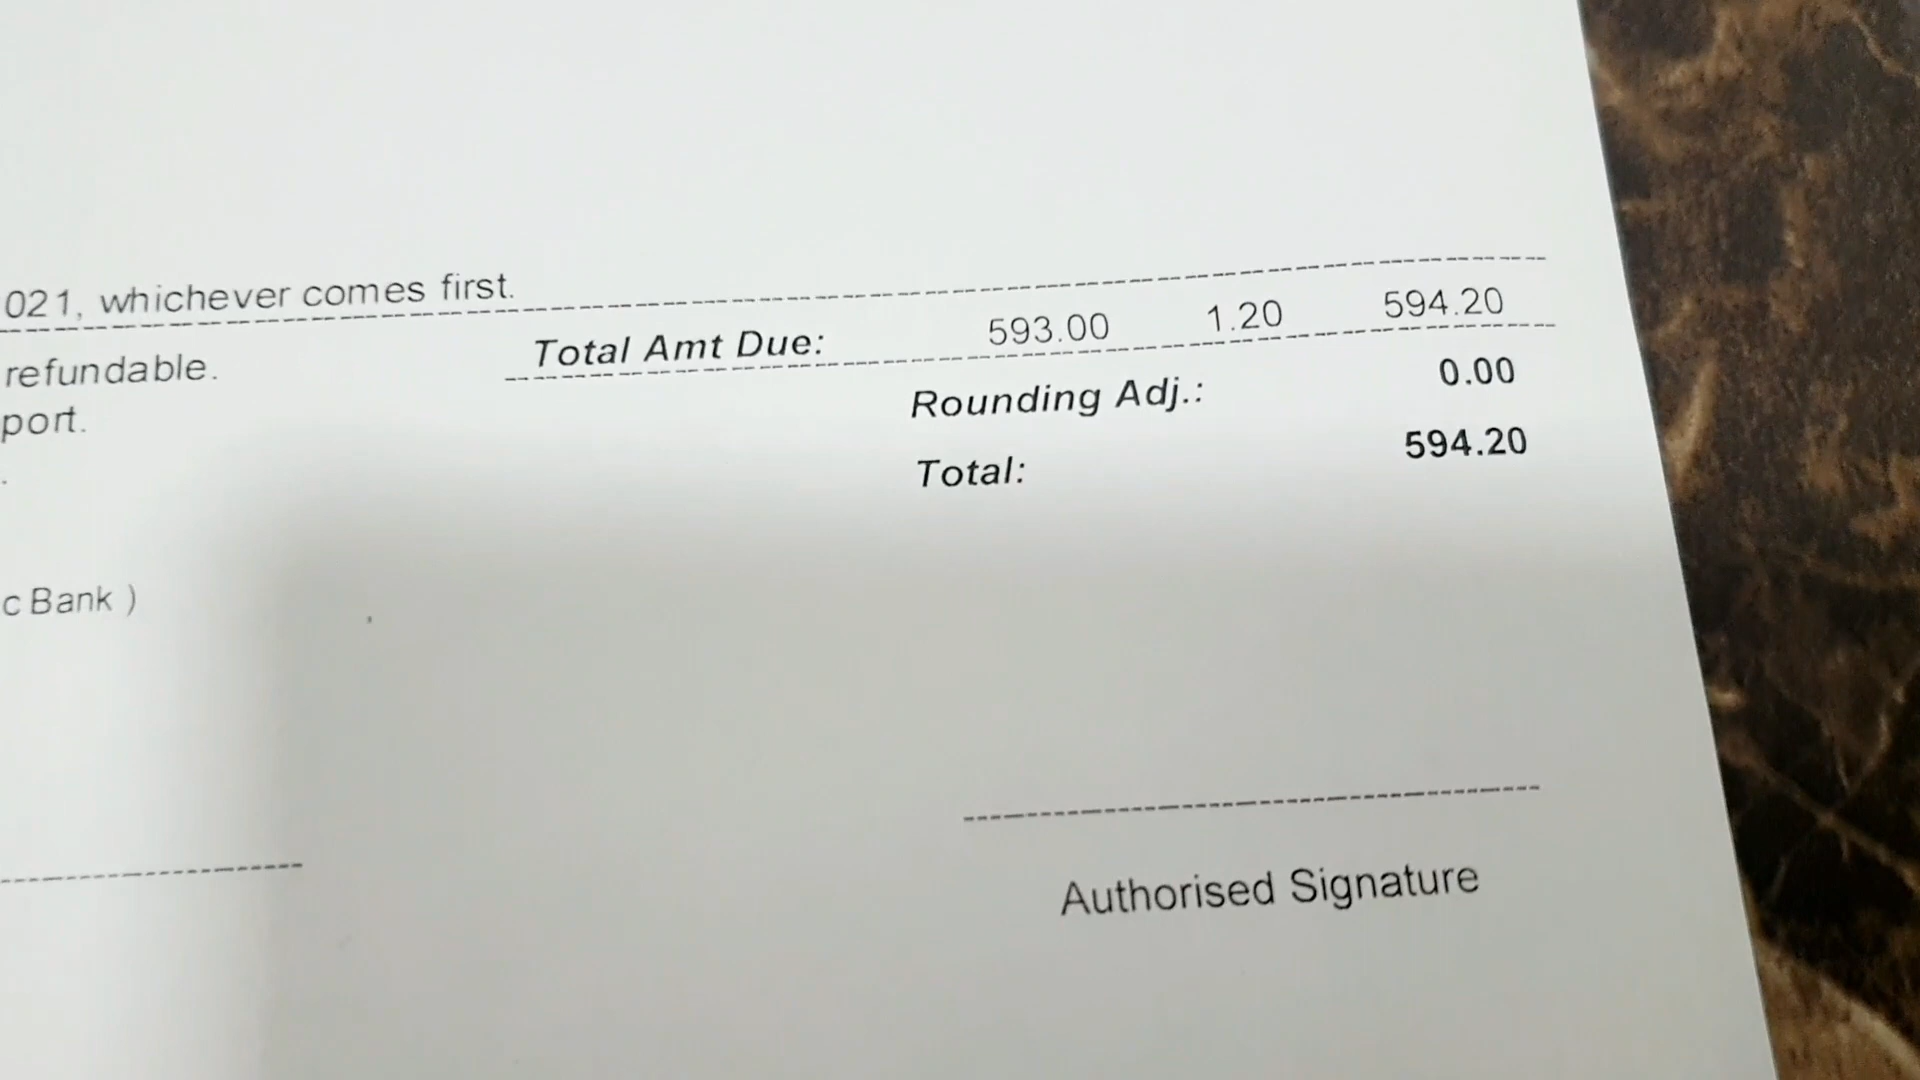 021, whichever comes first.
Total Amt Due: 593.00 1.20 594.20
refundable.
Rounding Adj.: 0.00
port.
Total: 594.20
c Bank )
Authorised Signature